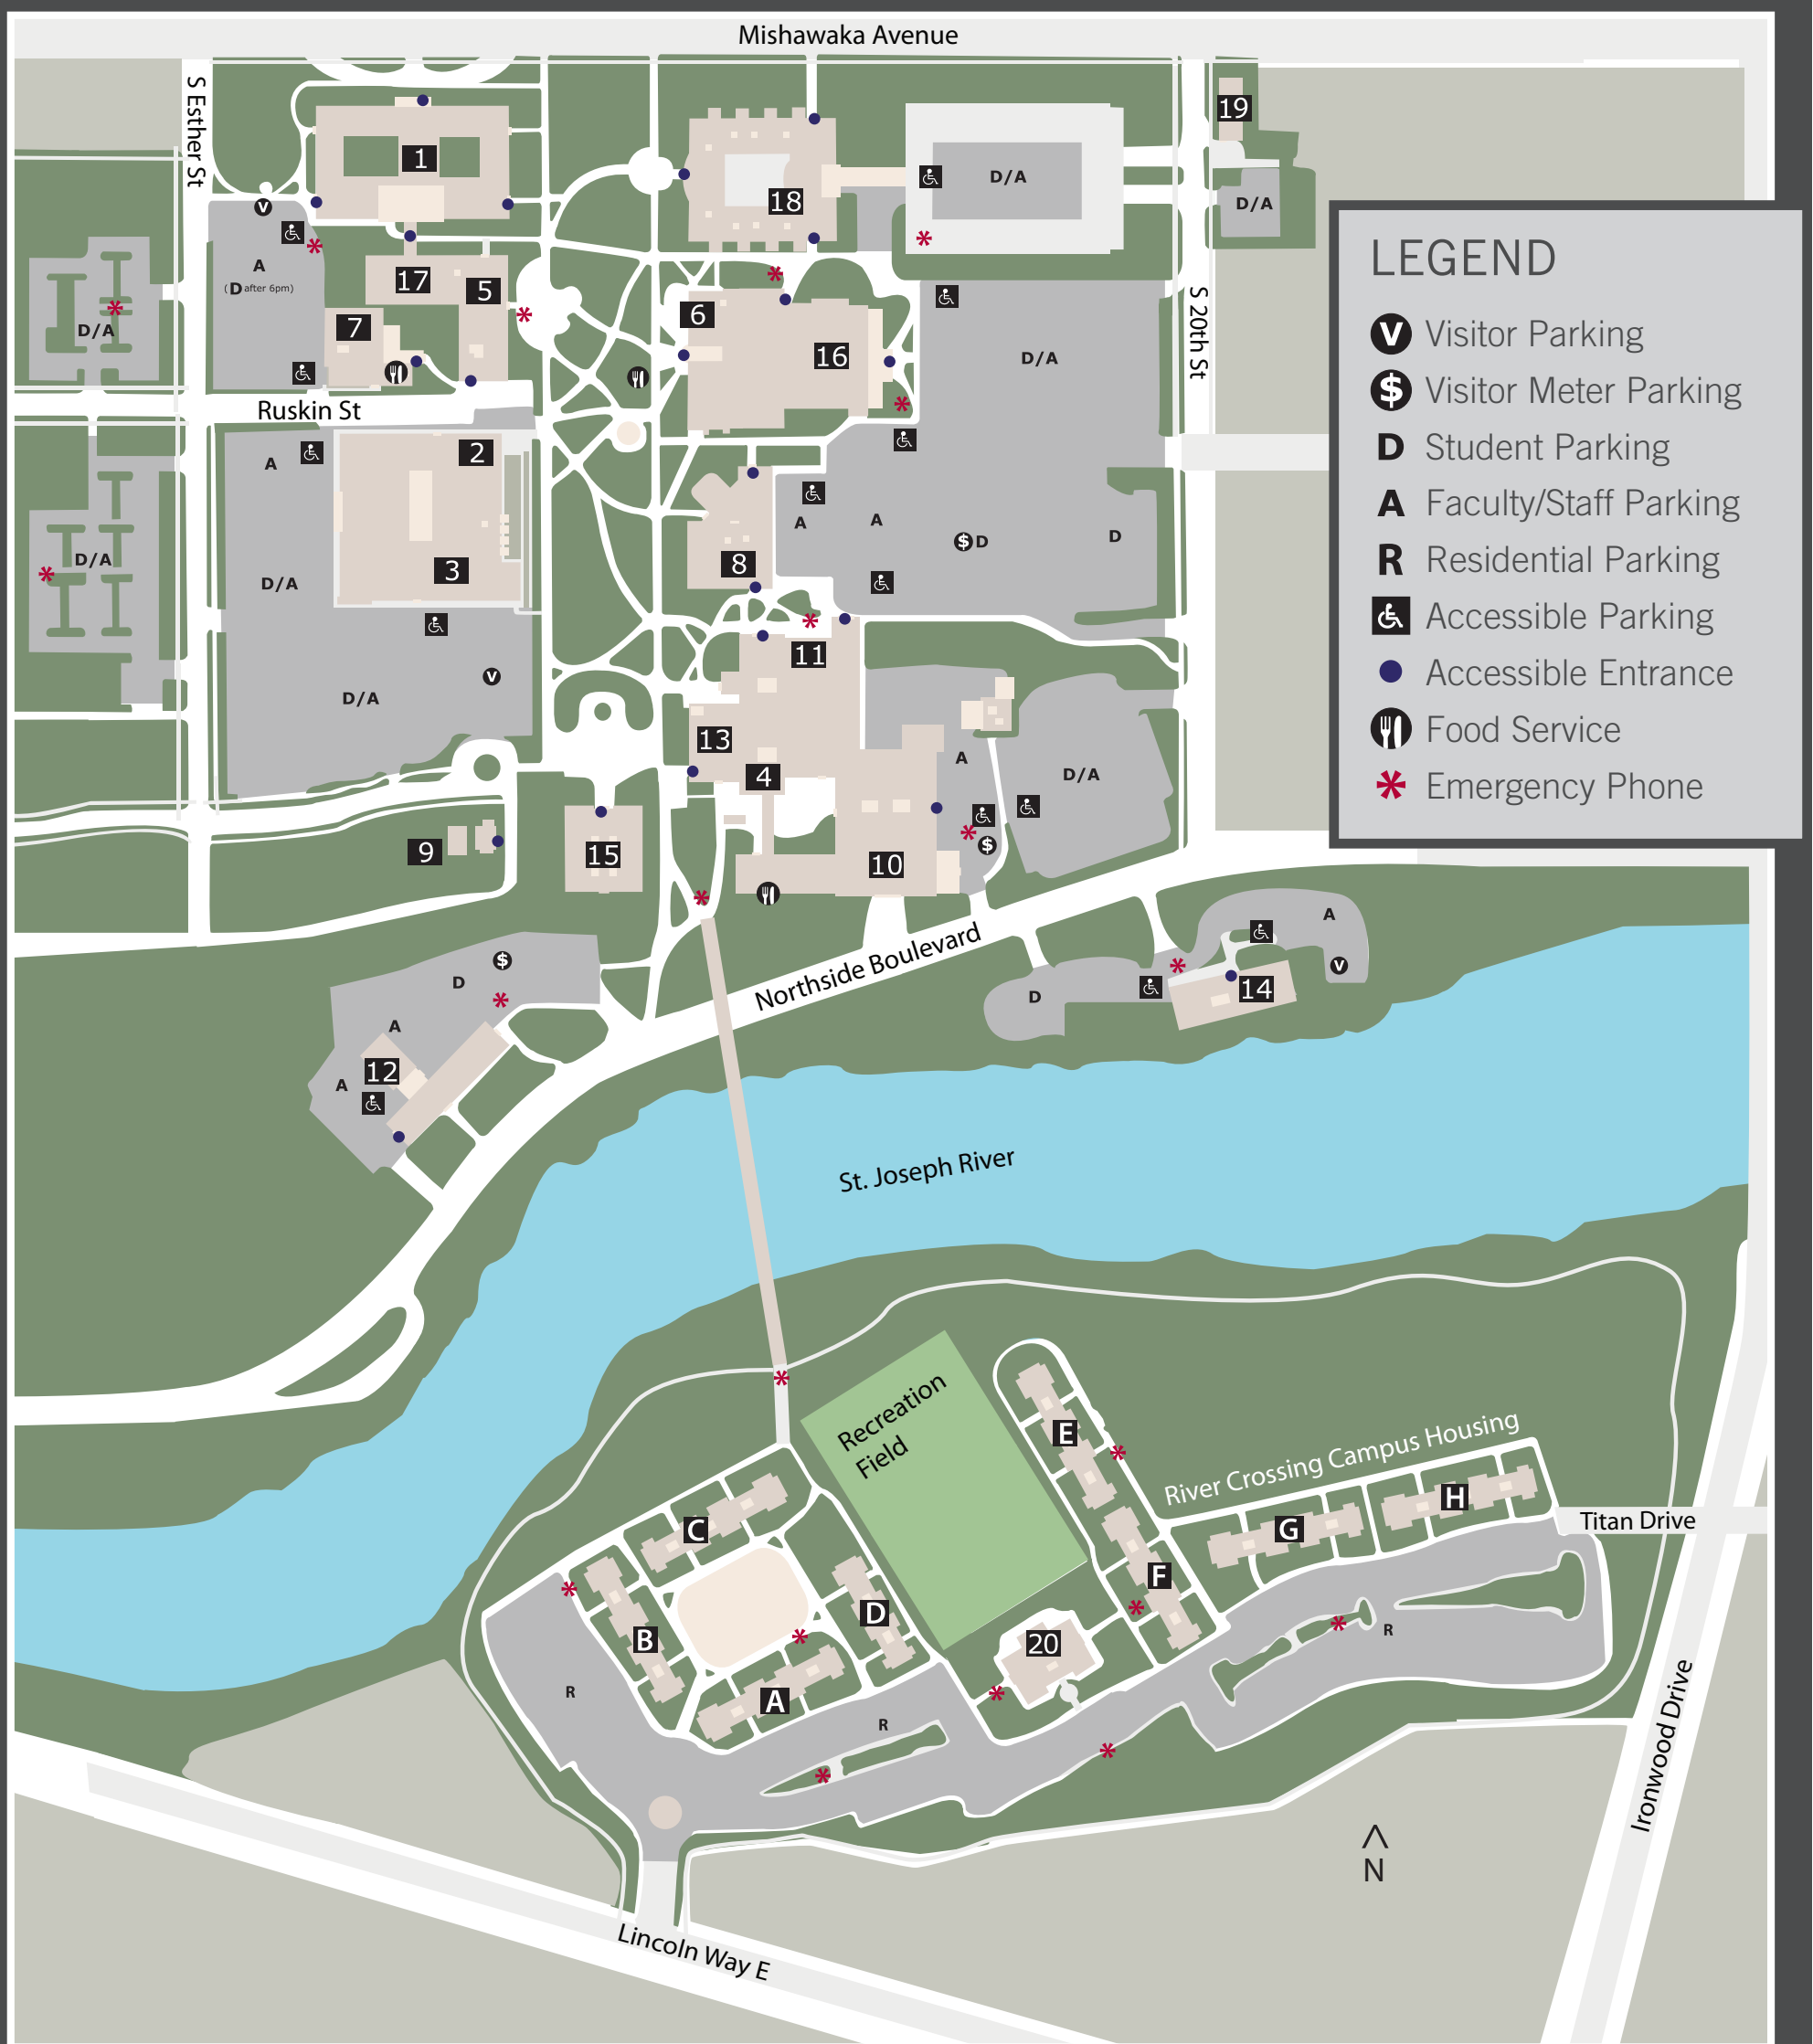 Mishawaka Avenue
S Esther St
19
1
18
D/A
D/A
V
A
(D after 6pm)
17
5
7
D/A
6
16
D/A
S 20th St
Ruskin St
2
A
3
D/A
D/A
8
A
A
$ D
D
11
V
D/A
13
4
A
D/A
9
15
10
$
Northside Boulevard
A
V
14
D
$
D
A
12
A
St. Joseph River
Recreation
Field
E
River Crossing Campus Housing
H
G
Titan Drive
C
F
D
B
20
A
R
R
R
Ironwood Drive
N
Lincoln Way E
LEGEND
V Visitor Parking
$ Visitor Meter Parking
D Student Parking
A Faculty/Staff Parking
R Residential Parking
Accessible Parking
Accessible Entrance
Food Service
* Emergency Phone